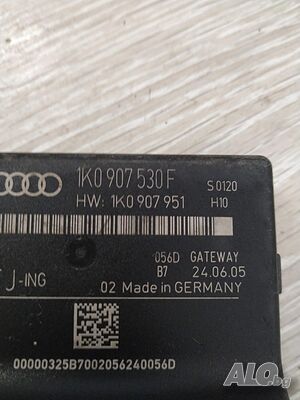 1K0 907 530 F S 0120
HW: 1K0 907 951 H10
056D GATEWAY
B7 24.06.05
J-ING
02 Made in GERMANY
00000325B7002056240056D
ALO.bg